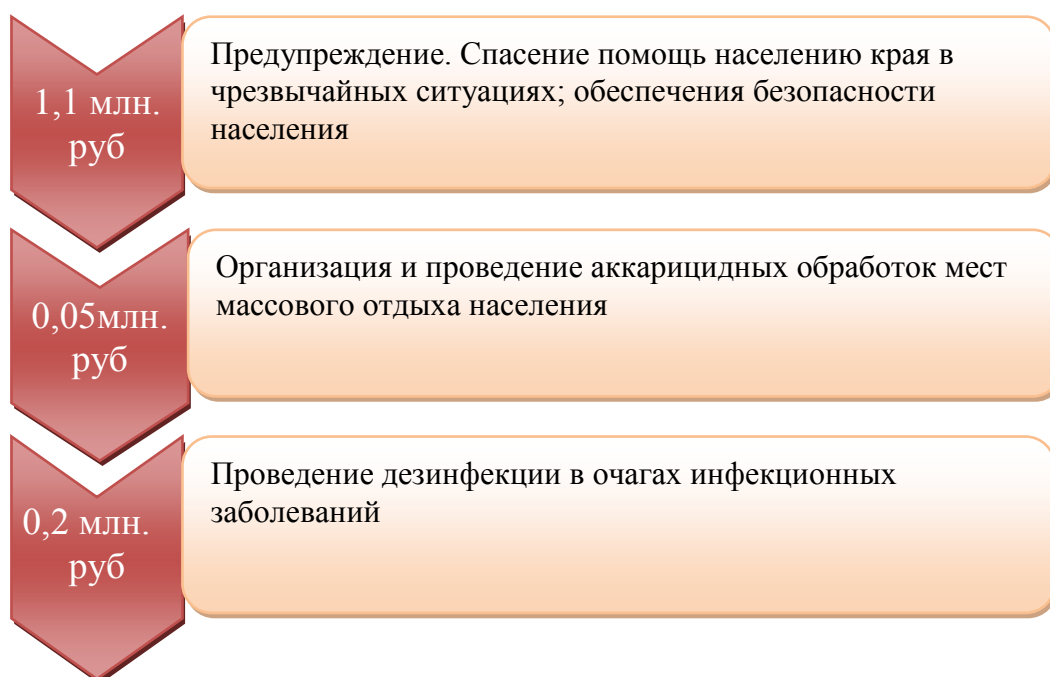 1,1 млн.
руб
Предупреждение. Спасение помощь населению края в
чрезвычайных ситуациях; обеспечения безопасности
населения
0,05млн.
руб
Организация и проведение аккарицидных обработок мест
массового отдыха населения
0,2 млн.
руб
Проведение дезинфекции в очагах инфекционных
заболеваний